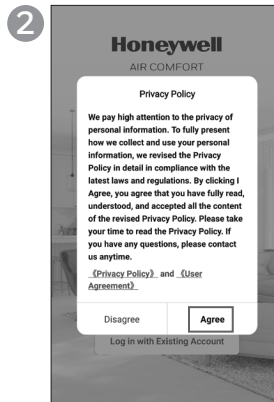 2
Honeywell
AIR COMFORT
Privacy Policy
We pay high attention to the privacy of
personal information. To fully present
how we collect and use your personal
information, we revised the Privacy
Policy in detail in compliance with the
latest laws and regulations. By clicking I
Agree, you agree that you have fully read,
understood, and accepted all the content
of the revised Privacy Policy. Please take
your time to read the Privacy Policy. If
you have any questions, please contact
us anytime.
《Privacy Policy》 and 《User
Agreement》
Disagree
Agree
Log in with Existing Account